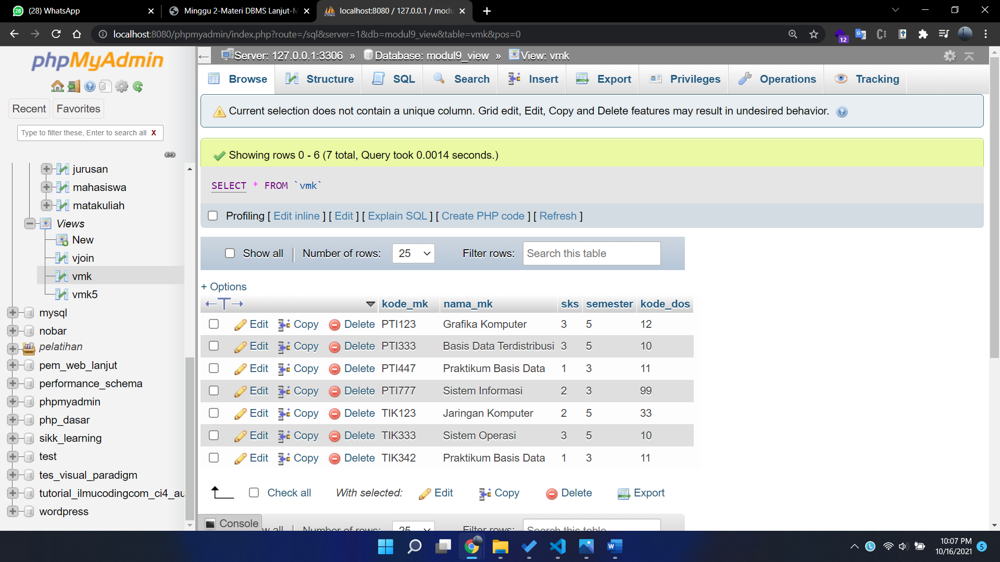 (28) WhatsApp
Minggu 2-Materi DBMS Lanjut-M
localhost:8080 / 127.0.0.1 / modu
localhost:8080/phpmyadmin/index.php?route=/sql&server=1&db=modul9_view&table=vmk&pos=0
12
phpMyAdmin
Recent
Favorites
Type to filter these, Enter to search all X
jurusan
mahasiswa
matakuliah
Views
New
vjoin
vmk
vmk5
mysql
nobar
pelatihan
pem_web_lanjut
performance_schema
phpmyadmin
php_dasar
sikk_learning
test
tes_visual_paradigm
tutorial_ilmucodingcom_ci4_au
wordpress
Server: 127.0.0.1:3306 » Database: modul9_view » View: vmk
Browse Structure SQL Search Insert Export Privileges Operations Tracking
Current selection does not contain a unique column. Grid edit, Edit, Copy and Delete features may result in undesired behavior.
Showing rows 0 - 6 (7 total, Query took 0.0014 seconds.)
SELECT * FROM `vmk`
Profiling [ Edit inline ] [ Edit ] [ Explain SQL ] [ Create PHP code ] [ Refresh ]
Show all | Number of rows: 25 Filter rows: Search this table
+ Options
←T→ kode_mk nama_mk sks semester kode_dos
Edit Copy Delete PTI123 Grafika Komputer 3 5 12
Edit Copy Delete PTI333 Basis Data Terdistribusi 3 5 10
Edit Copy Delete PTI447 Praktikum Basis Data 1 3 11
Edit Copy Delete PTI777 Sistem Informasi 2 3 99
Edit Copy Delete TIK123 Jaringan Komputer 2 5 33
Edit Copy Delete TIK333 Sistem Operasi 3 5 10
Edit Copy Delete TIK342 Praktikum Basis Data 1 3 11
Check all With selected: Edit Copy Delete Export
Console
w all | Number of rows: 25 Filter rows: Search this table
10:07 PM
10/16/2021
5